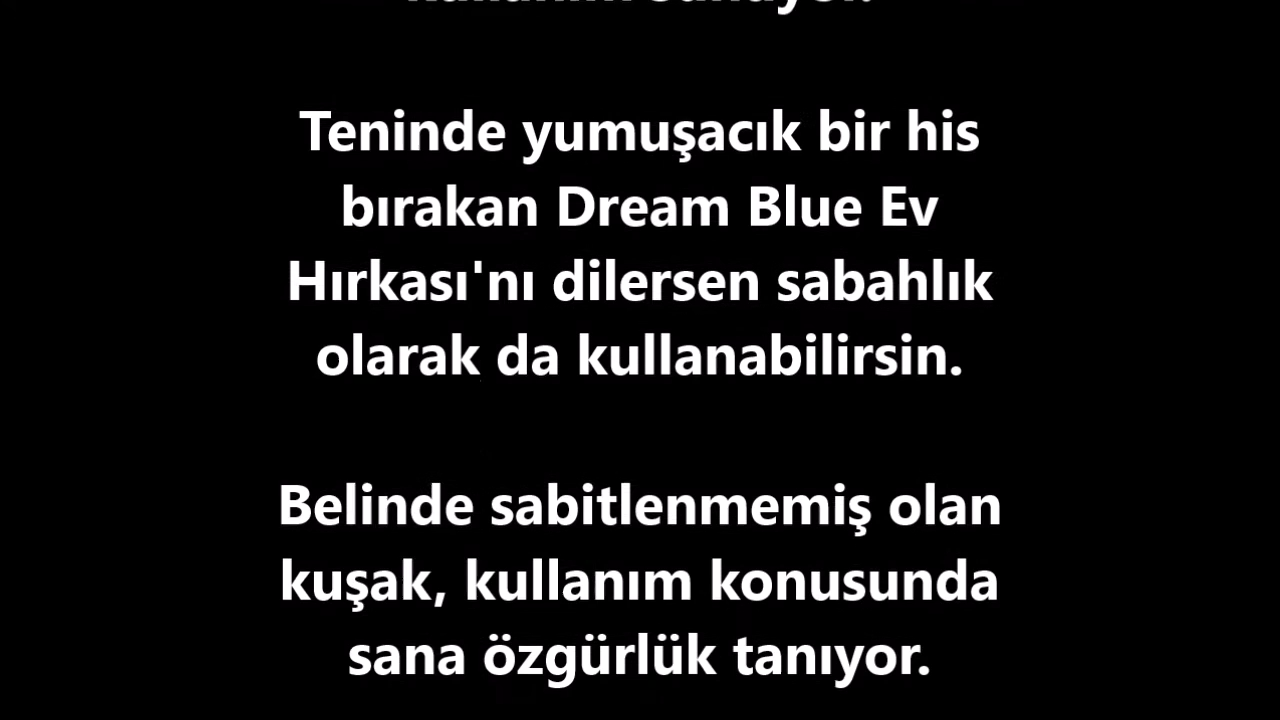 Teninde yumuşacık bir his
bırakan Dream Blue Ev
Hırkası'nı dilersen sabahlık
olarak da kullanabilirsin.
Belinde sabitlenmemiş olan
kuşak, kullanım konusunda
sana özgürlük tanıyor.